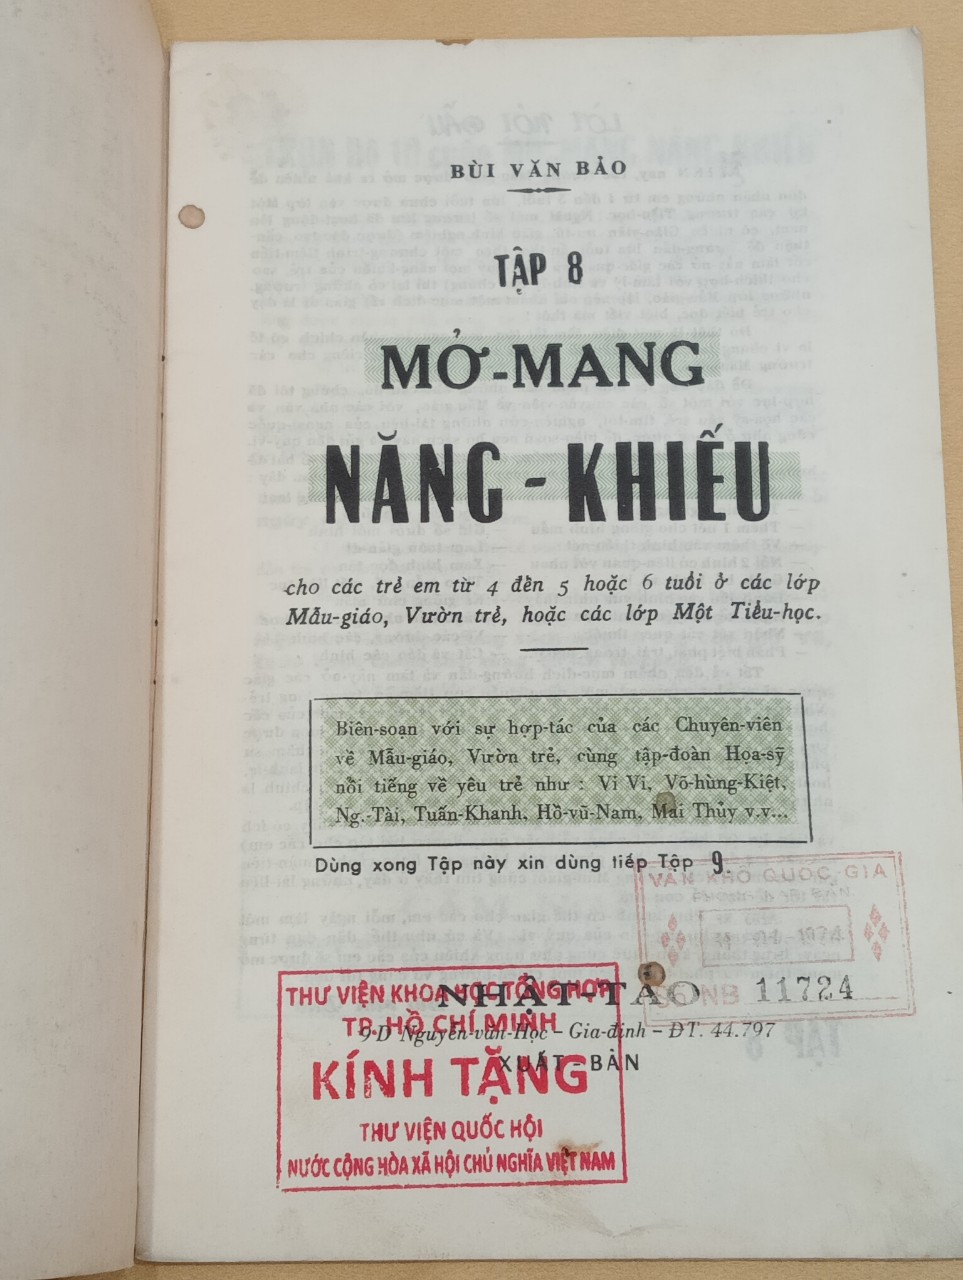 BÙI VĂN BẢO
TẬP 8
MỞ-MANG
NĂNG-KHIẾU
cho các trẻ em từ 4 đến 5 hoặc 6 tuổi ở các lớp
Mẫu-giáo, Vườn trẻ, hoặc các lớp Một Tiểu-học.
Biên-soạn với sự hợp-tác của các Chuyên-viên
về Mẫu-giáo, Vườn trẻ, cùng tập-đoàn Họa-sỹ
nổi tiếng về yêu trẻ như : Vi Vi, Võ-hùng-Kiệt,
Ng.-Tài, Tuấn-Khanh, Hồ-vũ-Nam, Mai Thủy v.v...
Dùng xong Tập này xin dùng tiếp Tập 9.
VĂN KHỐ QUỐC GIA
1974
NB 11724
NHẬT-TẢO
9D Nguyễn-văn-Học – Gia-định – ĐT. 44.797
XUẤT-BẢN
THƯ VIỆN KHOA HỌC TỔNG HỢP
TP. HỒ CHÍ MINH
KÍNH TẶNG
THƯ VIỆN QUỐC HỘI
NƯỚC CỘNG HÒA XÃ HỘI CHỦ NGHĨA VIỆT NAM
TẬP 8